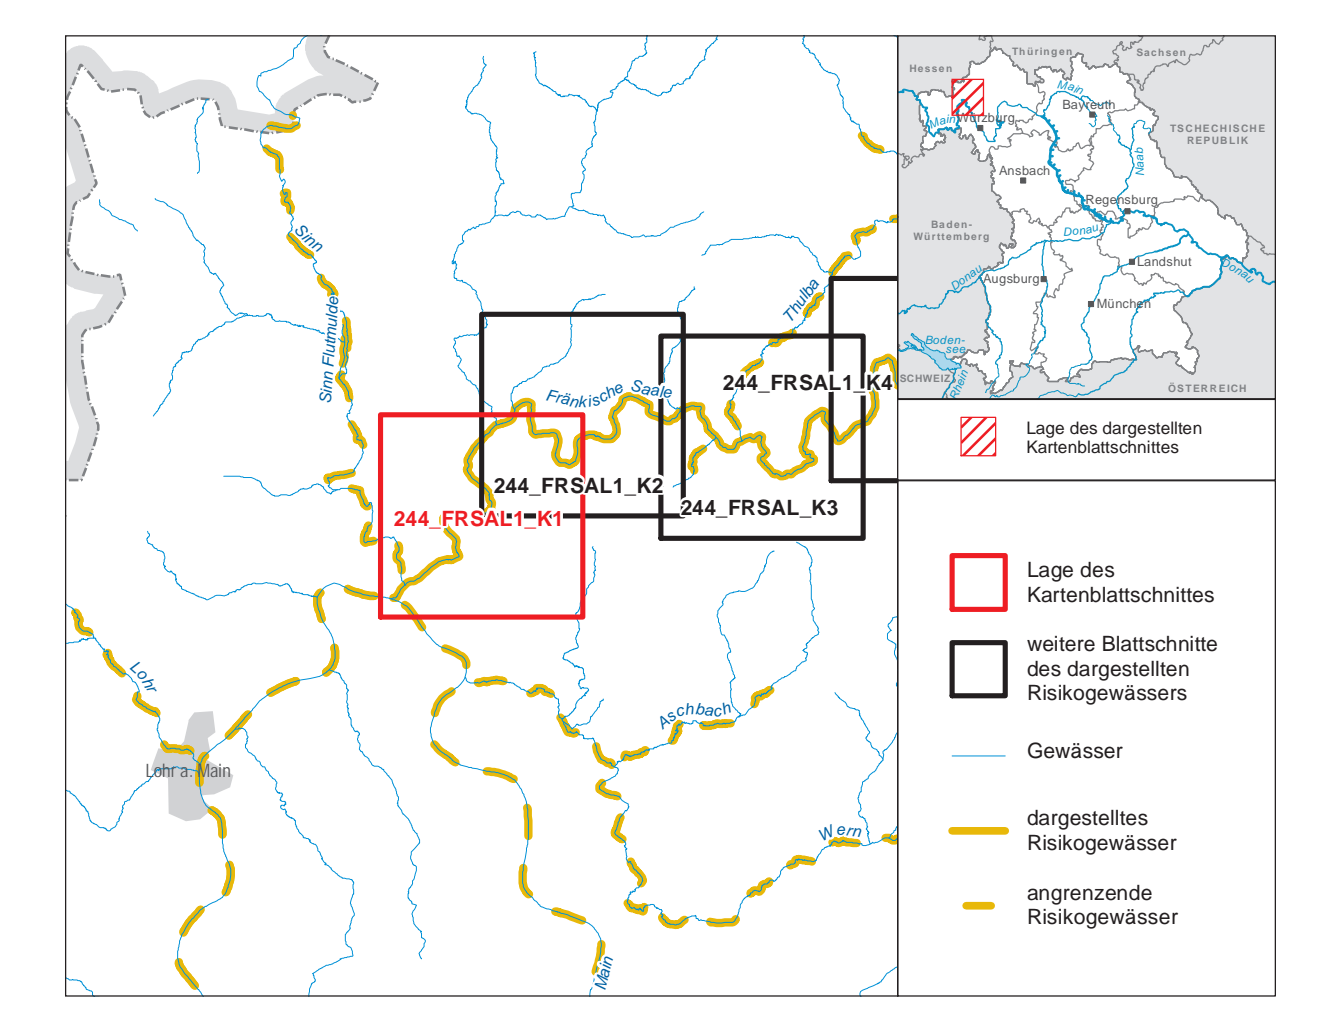 Sinn
Sinn Flutmulde
Thulba
Fränkische Saale
244_FRSAL1_K4
244_FRSAL1_K2
244_FRSAL_K3
244_FRSAL1_K1
Lohr
Aschbach
Lohr a. Main
Wern
Main
Thüringen
Sachsen
Hessen
Main
Bayreuth
Main
Würzburg
TSCHECHISCHE
REPUBLIK
Naab
Ansbach
Regensburg
Baden-
Württemberg
Donau
Landshut
Donau
Donau
Augsburg
München
Boden-
see
SCHWEIZ
Rhein
ÖSTERREICH
Lage des dargestellten
Kartenblattschnittes
Lage des
Kartenblattschnittes
weitere Blattschnitte
des dargestellten
Risikogewässers
Gewässer
dargestelltes
Risikogewässer
angrenzende
Risikogewässer